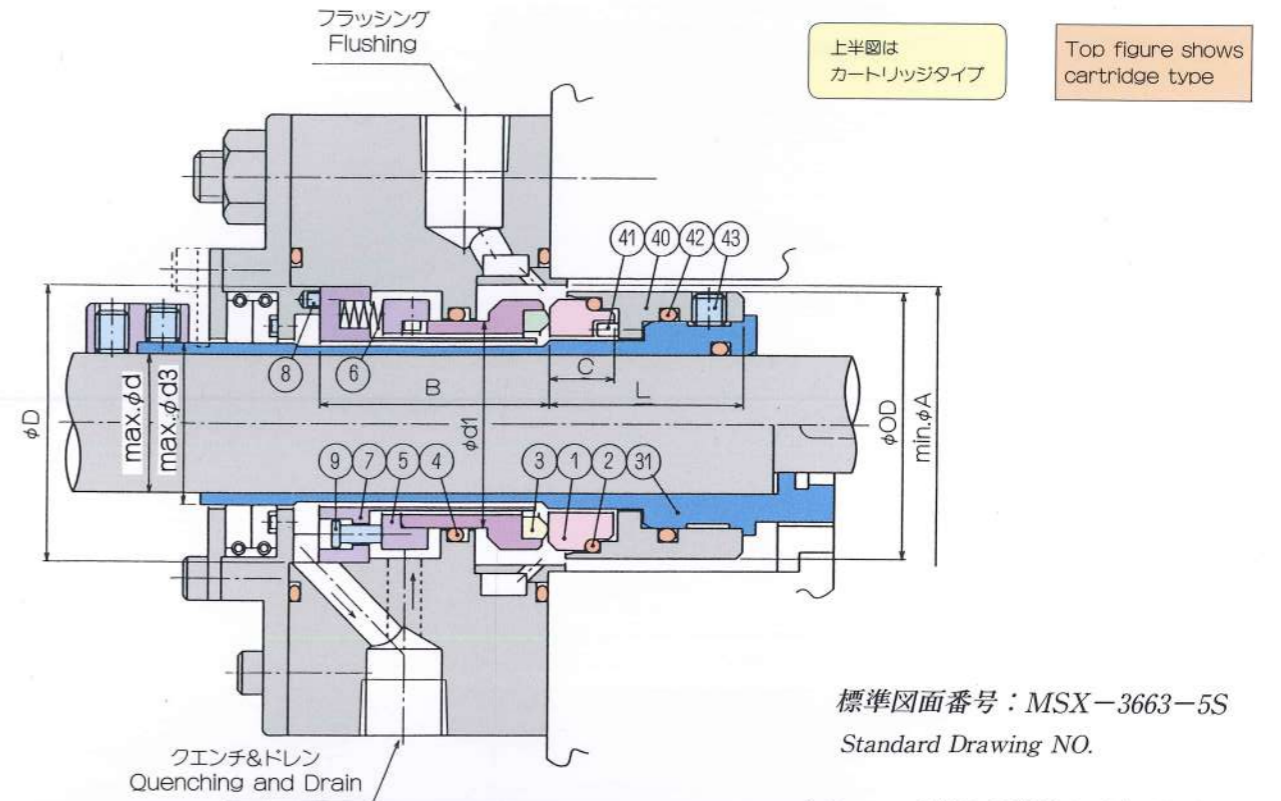 フラッシング
Flushing
上半図は
カートリッジタイプ
Top figure shows
cartridge type
41 40 42 43
8 6
B
C
L
φD
max.φd
max.φd3
φd1
φOD
min.φA
9 7 5 4 3 1 2 31
標準図面番号：MSX－3663－5S
Standard Drawing NO.
クエンチ&ドレン
Quenching and Drain